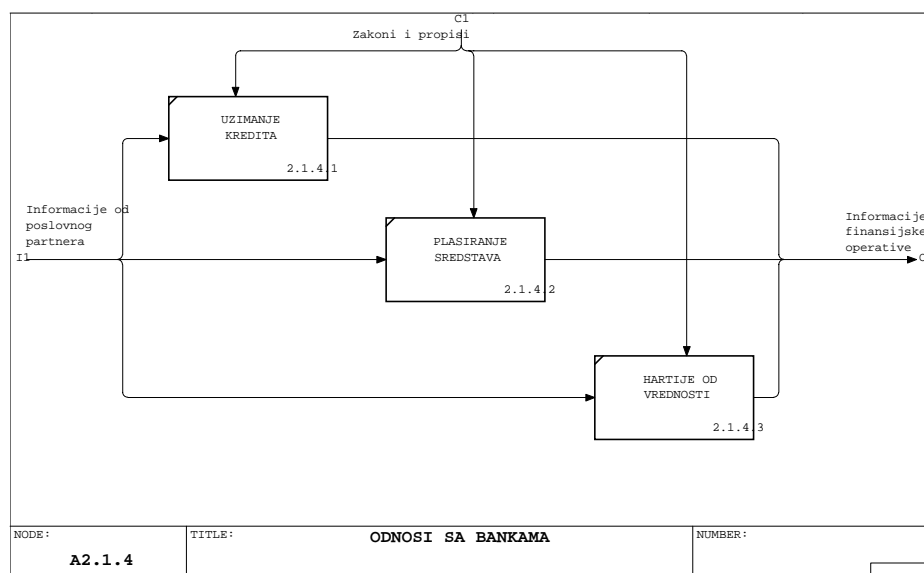 C1
Zakoni i propisi
UZIMANJE
KREDITA
2.1.4.1
Informacije od
poslovnog
partnera
I1
PLASIRANJE
SREDSTAVA
2.1.4.2
Informacije
finansijske
operative
HARTIJE OD
VREDNOSTI
2.1.4.3
NODE:
A2.1.4
TITLE:
ODNOSI SA BANKAMA
NUMBER: